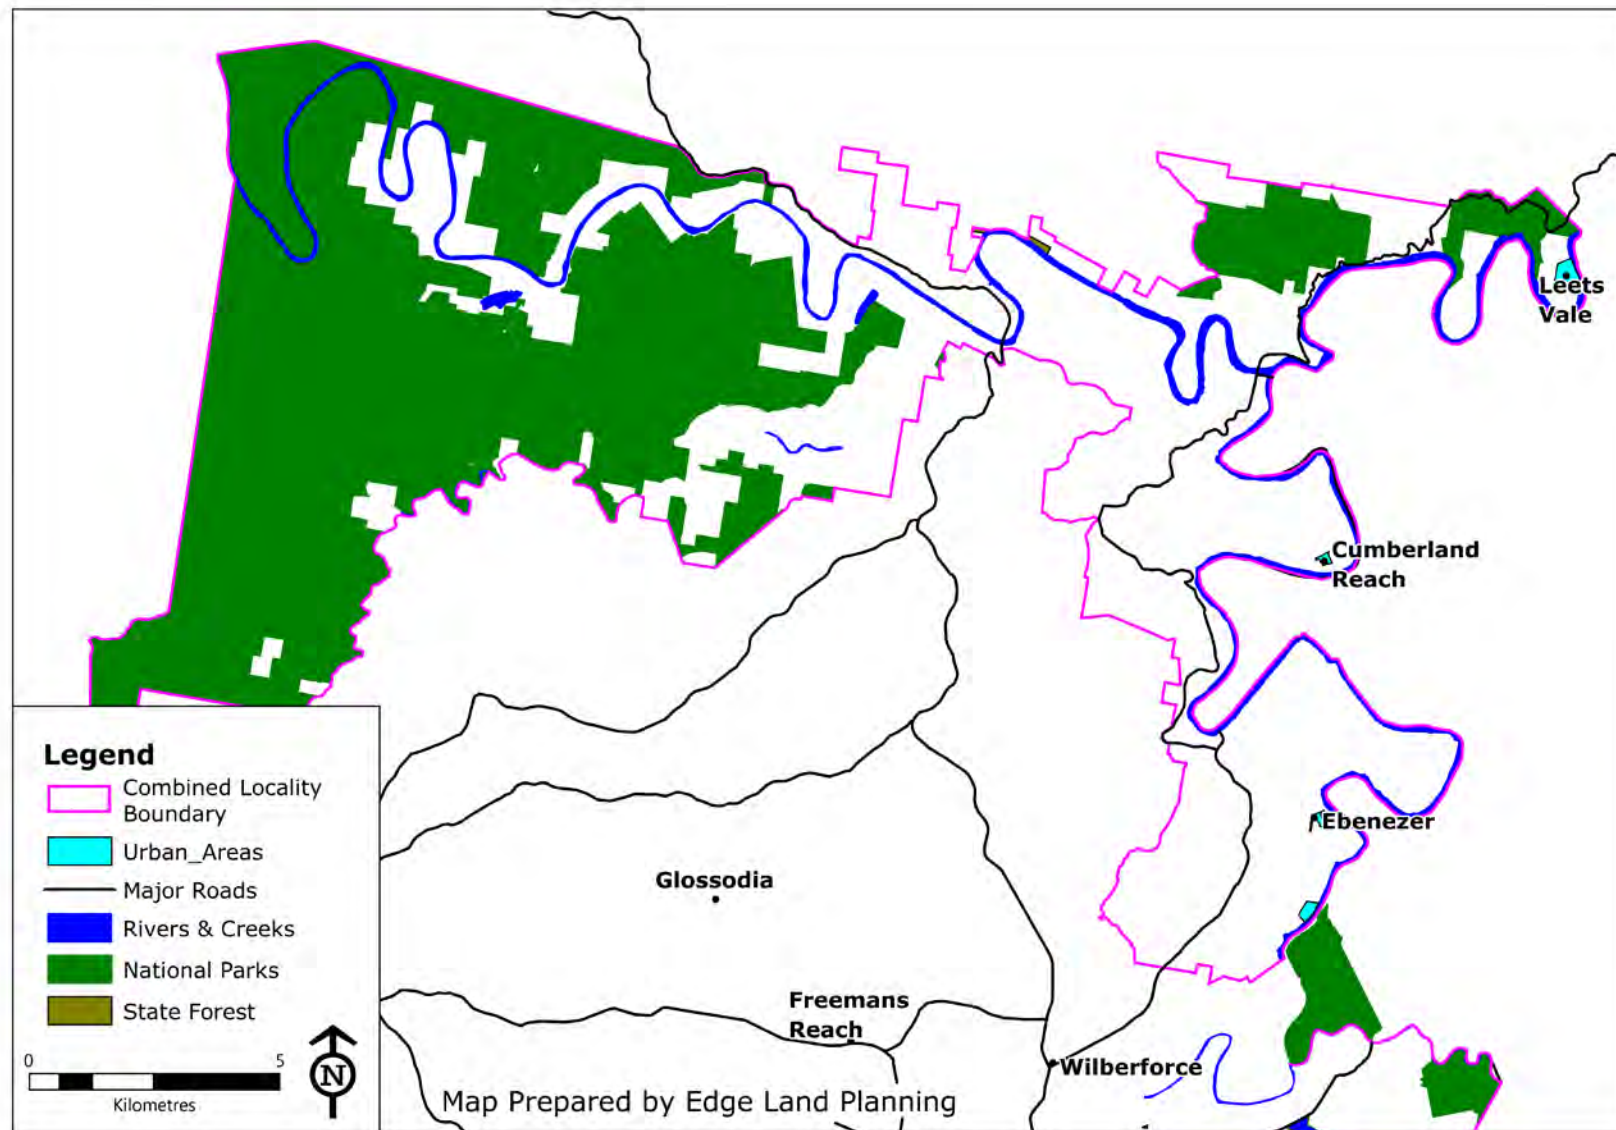 Leets
Vale
Cumberland
Reach
Ebenezer
Glossodia
Freemans
Reach
Wilberforce
Legend
Combined Locality
Boundary
Urban_Areas
Major Roads
Rivers & Creeks
National Parks
State Forest
0 5
Kilometres
N
Map Prepared by Edge Land Planning